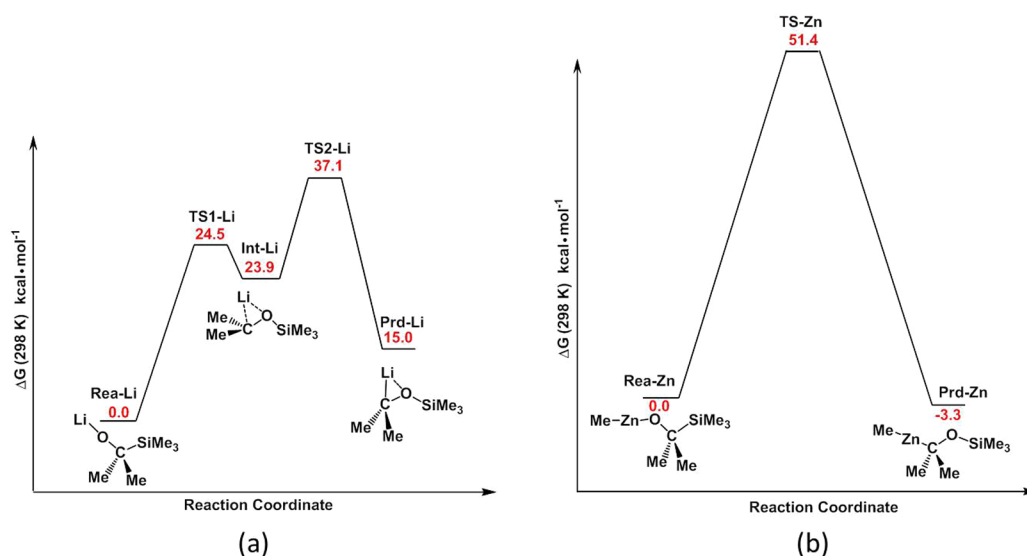 ΔG (298 K) kcal•mol⁻¹
Rea-Li
0.0
Li
O
C
SiMe₃
Me
Me
TS1-Li
24.5
Int-Li
23.9
Li
Me
Me
C
O
SiMe₃
TS2-Li
37.1
Prd-Li
15.0
Li
C
O
SiMe₃
Me
Me
Reaction Coordinate
(a)
ΔG (298 K) kcal•mol⁻¹
TS-Zn
51.4
Rea-Zn
0.0
Me-Zn
O
SiMe₃
C
Me
Me
Prd-Zn
-3.3
Me
Zn
C
O
SiMe₃
Me
Me
Reaction Coordinate
(b)